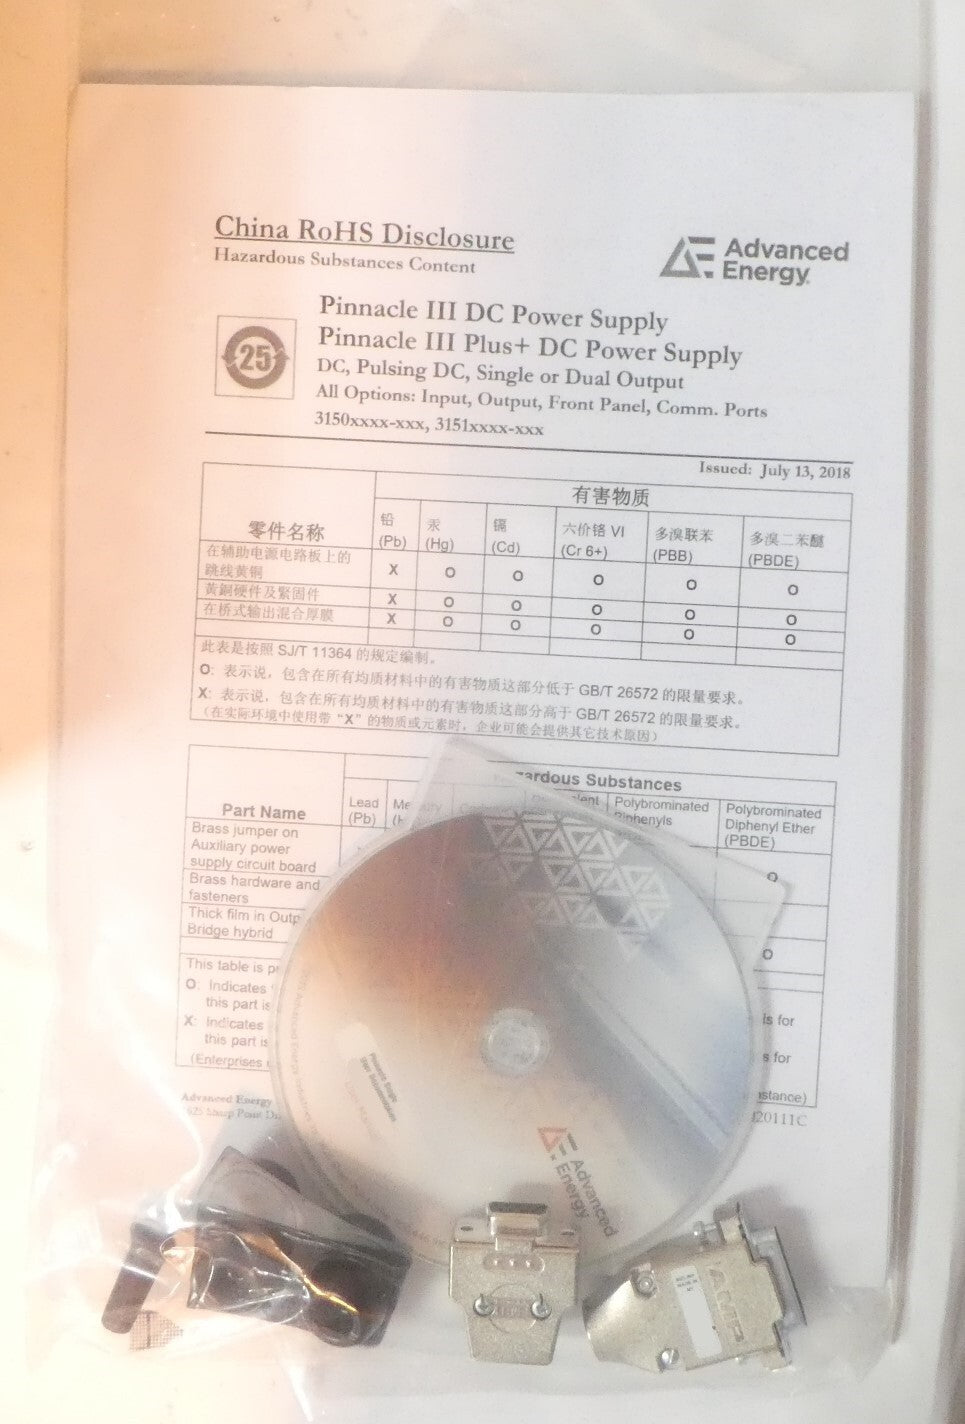 China RoHS Disclosure
Hazardous Substances Content
Advanced
Energy
Pinnacle III DC Power Supply
Pinnacle III Plus+ DC Power Supply
DC, Pulsing DC, Single or Dual Output
All Options: Input, Output, Front Panel, Comm. Ports
3150xxxx-xxx, 3151xxxx-xxx
25
Issued: July 13, 2018
有害物质
零件名称
铅 (Pb)
汞 (Hg)
镉 (Cd)
六价铬 VI (Cr 6+)
多溴联苯 (PBB)
多溴二苯醚 (PBDE)
在辅助电源电路板上的
跳线黄铜
X O O O O O
黄銅硬件及紧固件
X O O O O O
在桥式输出混合厚膜
X O O O O O
此表是按照 SJ/T 11364 的规定编制。
O: 表示说，包含在所有均质材料中的有害物质这部分低于 GB/T 26572 的限量要求。
X: 表示说，包含在所有均质材料中的有害物质这部分高于 GB/T 26572 的限量要求。
(在实际环境中使用带 “X” 的物质或元素时，企业可能会提供其它技术原因)
Substances
Part Name
Lead (Pb)
Polybrominated
Polybrominated
Diphenyl Ether
(PBDE)
Brass jumper on
Auxiliary power
supply circuit board
O
Brass hardware and
fasteners
Thick film in
Bridge hybrid
O
This table is
O: Indicates
this part is
is for
X: Indicates
this part is
s for
(Enterprises
Advanced Energy
Advanced
Energy
AMP